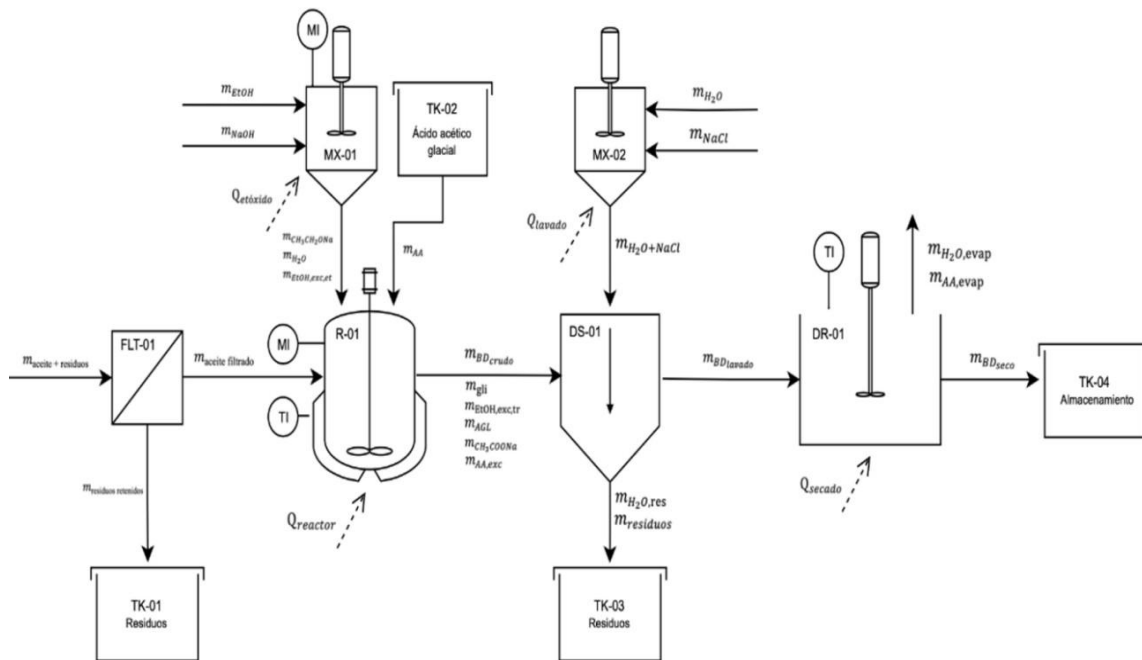 MI
m_EtOH
m_NaOH
MX-01
TK-02
Ácido acético
glacial
MX-02
m_H₂O
m_NaCl
Q_etóxido
m_CH₃CH₂ONa
m_H₂O
m_EtOH,exc,et
m_AA
Q_lavado
m_H₂O+NaCl
TI
m_H₂O,evap
m_AA,evap
FLT-01
m_aceite + residuos
m_aceite filtrado
MI
R-01
TI
m_BD_crudo
m_gli
m_EtOH,exc,tr
m_AGL
m_CH₃COONa
m_AA,exc
DS-01
m_BD_lavado
DR-01
m_BD_seco
TK-04
Almacenamiento
m_residuos retenidos
Q_reactor
m_H₂O,res
m_residuos
Q_secado
TK-01
Residuos
TK-03
Residuos